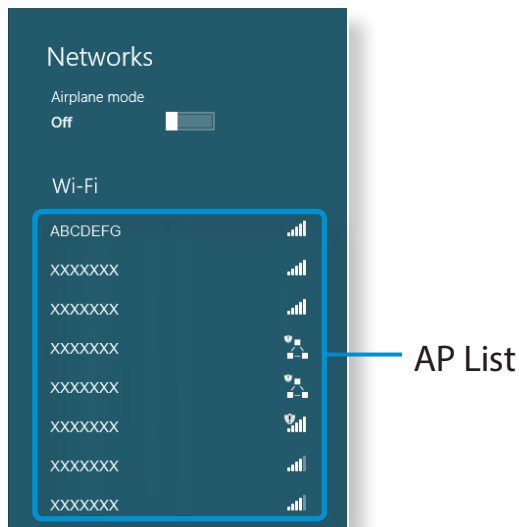 Networks
Airplane mode
Off
Wi-Fi
ABCDEFG
XXXXXXX
XXXXXXX
XXXXXXX
XXXXXXX
XXXXXXX
XXXXXXX
XXXXXXX
AP List